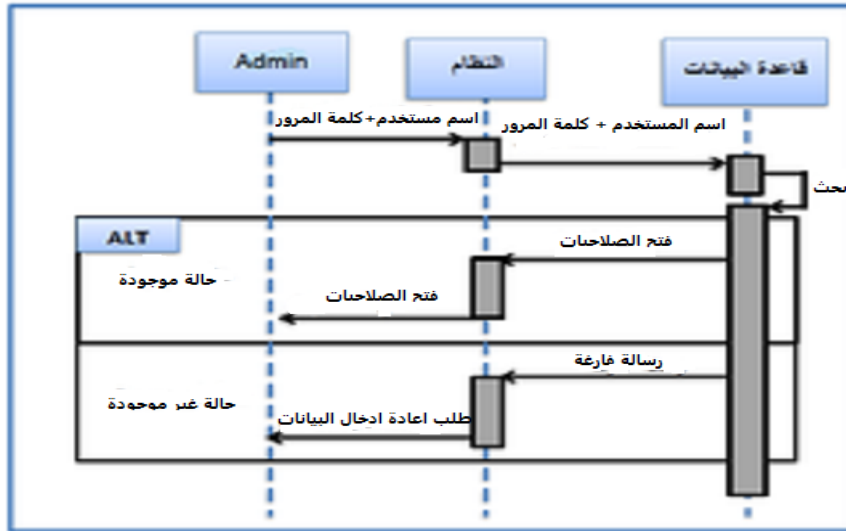 Admin
النظام
قاعدة البيانات
اسم مستخدم+كلمة المرور
اسم المستخدم + كلمة المرور
بحث
ALT
فتح الصلاحيات
حالة موجودة
فتح الصلاحيات
رسالة فارغة
حالة غير موجودة
طلب اعادة ادخال البيانات